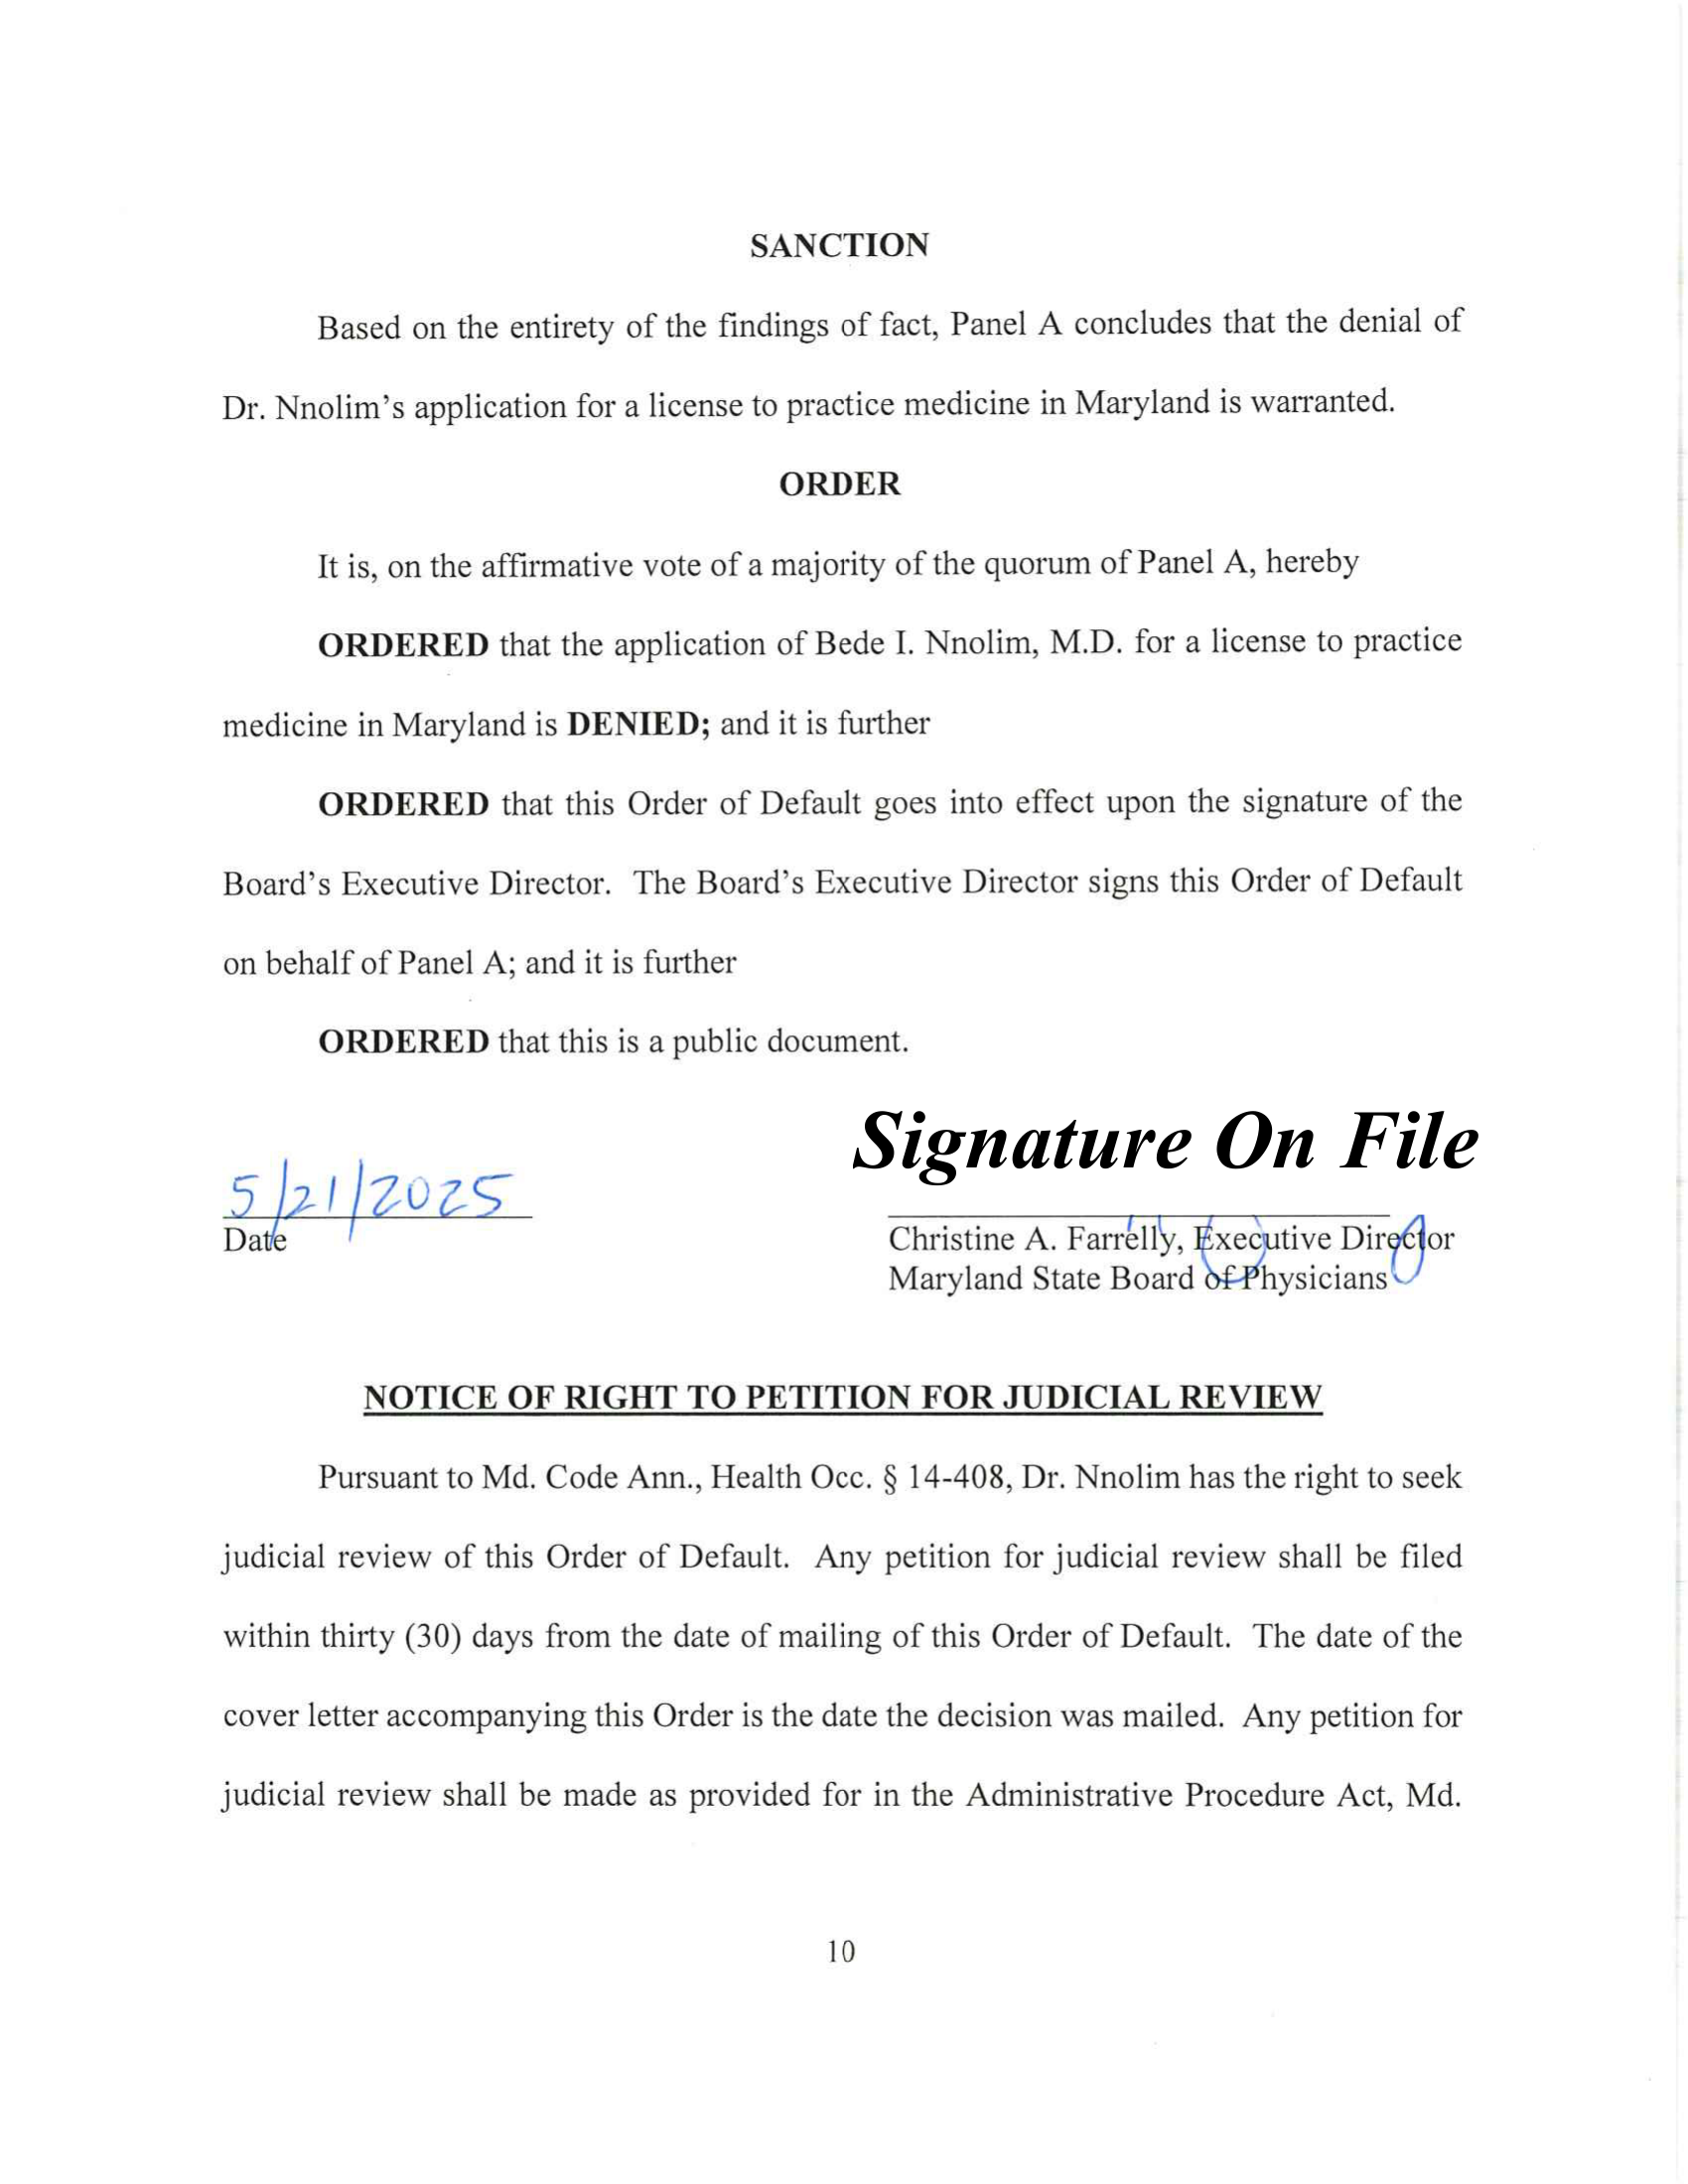 SANCTION
Based on the entirety of the findings of fact, Panel A concludes that the denial of
Dr. Nnolim's application for a license to practice medicine in Maryland is warranted.
ORDER
It is, on the affirmative vote of a majority of the quorum of Panel A, hereby
ORDERED that the application of Bede I. Nnolim, M.D. for a license to practice
medicine in Maryland is DENIED; and it is further
ORDERED that this Order of Default goes into effect upon the signature of the
Board's Executive Director. The Board's Executive Director signs this Order of Default
on behalf of Panel A; and it is further
ORDERED that this is a public document.
Signature On File
5/21/2025
Date
Christine A. Farrelly, Executive Director
Maryland State Board of Physicians
NOTICE OF RIGHT TO PETITION FOR JUDICIAL REVIEW
Pursuant to Md. Code Ann., Health Occ. § 14-408, Dr. Nnolim has the right to seek
judicial review of this Order of Default. Any petition for judicial review shall be filed
within thirty (30) days from the date of mailing of this Order of Default. The date of the
cover letter accompanying this Order is the date the decision was mailed. Any petition for
judicial review shall be made as provided for in the Administrative Procedure Act, Md.
10